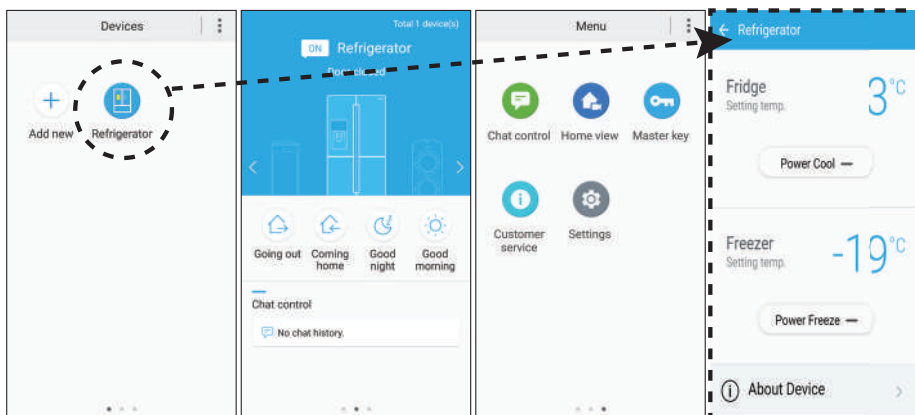 Devices
Add new
Refrigerator
Total 1 device(s)
ON Refrigerator
Door closed
Going out
Coming
home
Good
night
Good
morning
Chat control
No chat history.
Menu
Chat control
Home view
Master key
Customer
service
Settings
Refrigerator
Fridge
Setting temp.
3°C
Power Cool —
Freezer
Setting temp.
-19°C
Power Freeze —
About Device